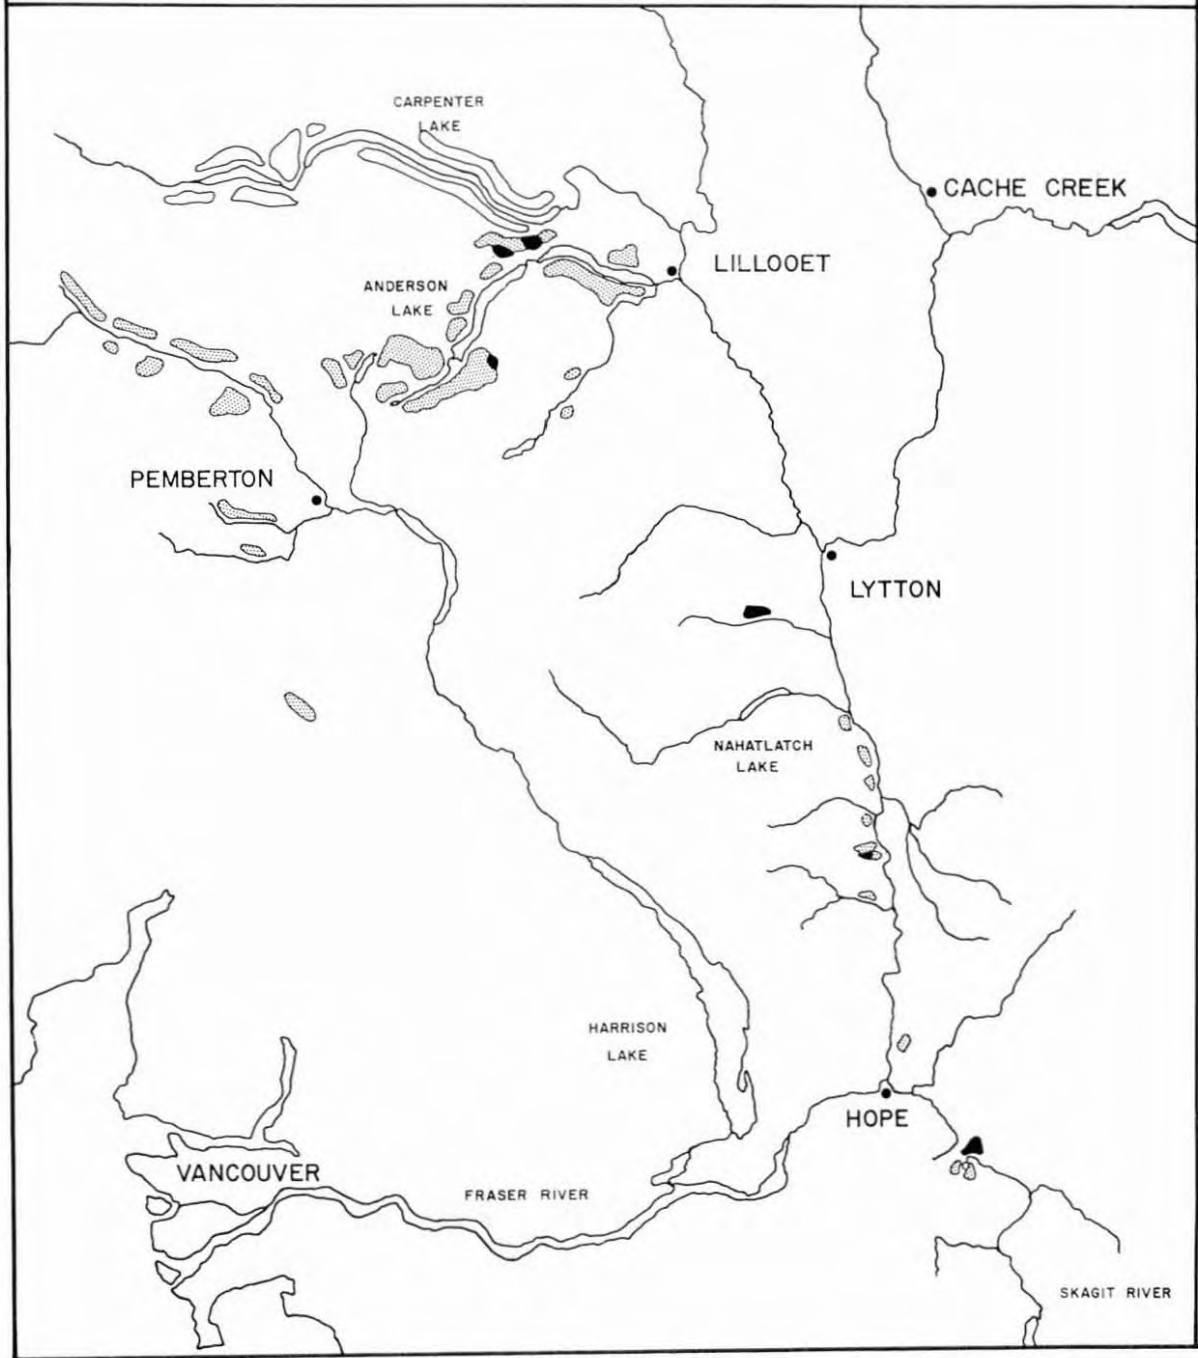 CARPENTER
LAKE
CACHE CREEK
LILLOOET
ANDERSON
LAKE
PEMBERTON
LYTTON
NAHATLATCH
LAKE
HARRISON
LAKE
HOPE
VANCOUVER
FRASER RIVER
SKAGIT RIVER